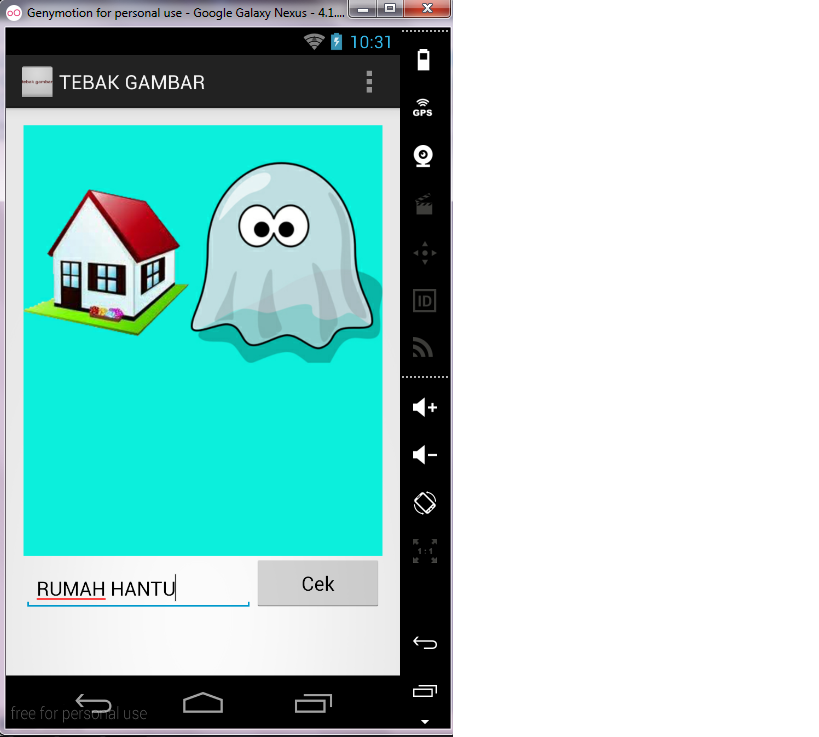 Genymotion for personal use - Google Galaxy Nexus - 4.1....
10:31
TEBAK GAMBAR
GPS
ID
1:1
RUMAH HANTU
Cek
free for personal use